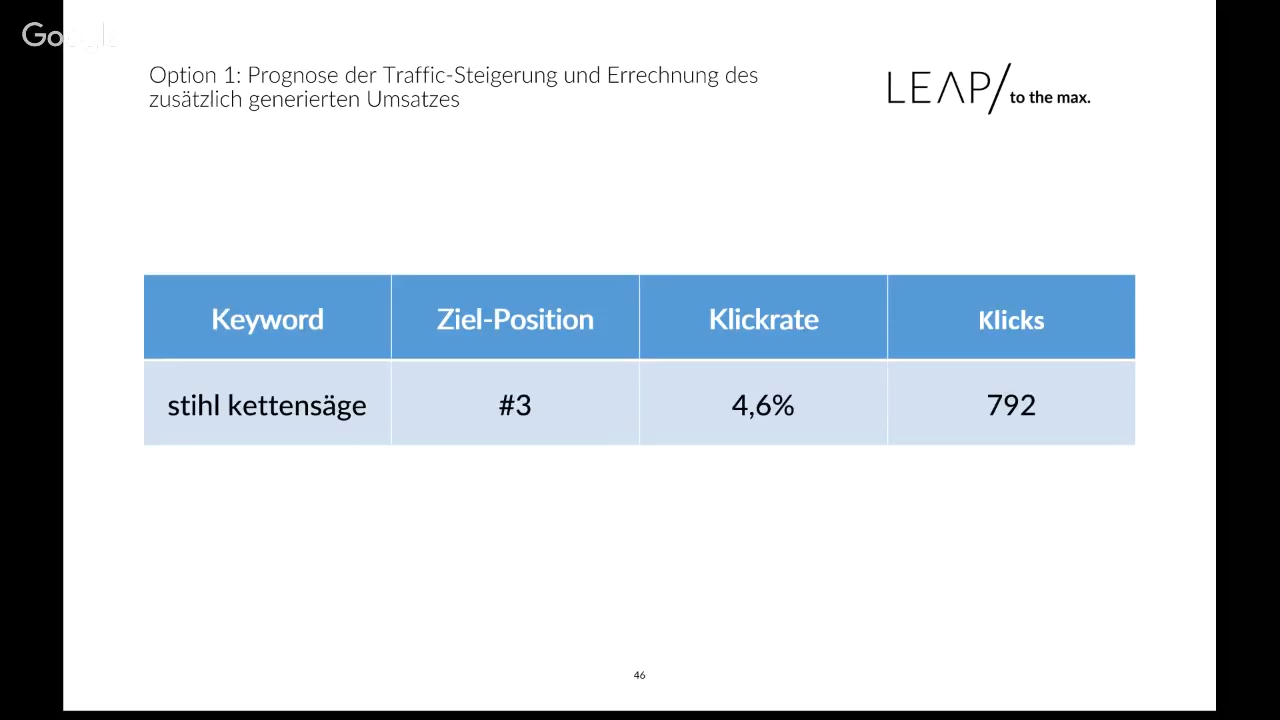 Google
Option 1: Prognose der Traffic-Steigerung und Errechnung des
zusätzlich generierten Umsatzes
LEAP/ to the max.
Keyword Ziel-Position Klickrate Klicks
stihl kettensäge #3 4,6% 792
46